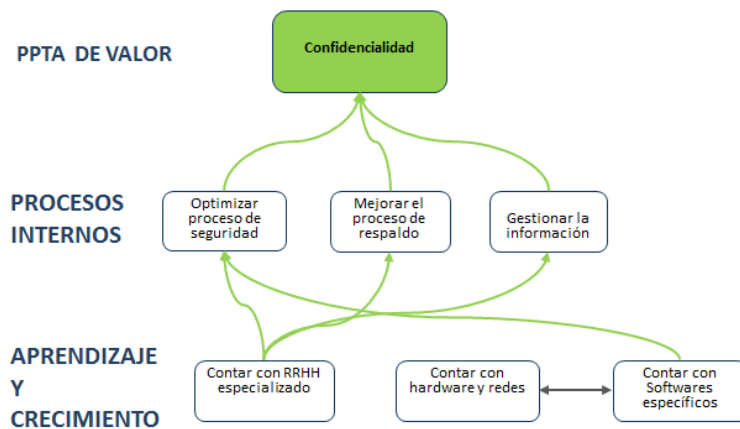 PPTA DE VALOR
Confidencialidad
PROCESOS
INTERNOS
Optimizar
proceso de
seguridad
Mejorar el
proceso de
respaldo
Gestionar la
información
APRENDIZAJE
Y
CRECIMIENTO
Contar con RRHH
especializado
Contar con
hardware y redes
Contar con
Softwares
específicos